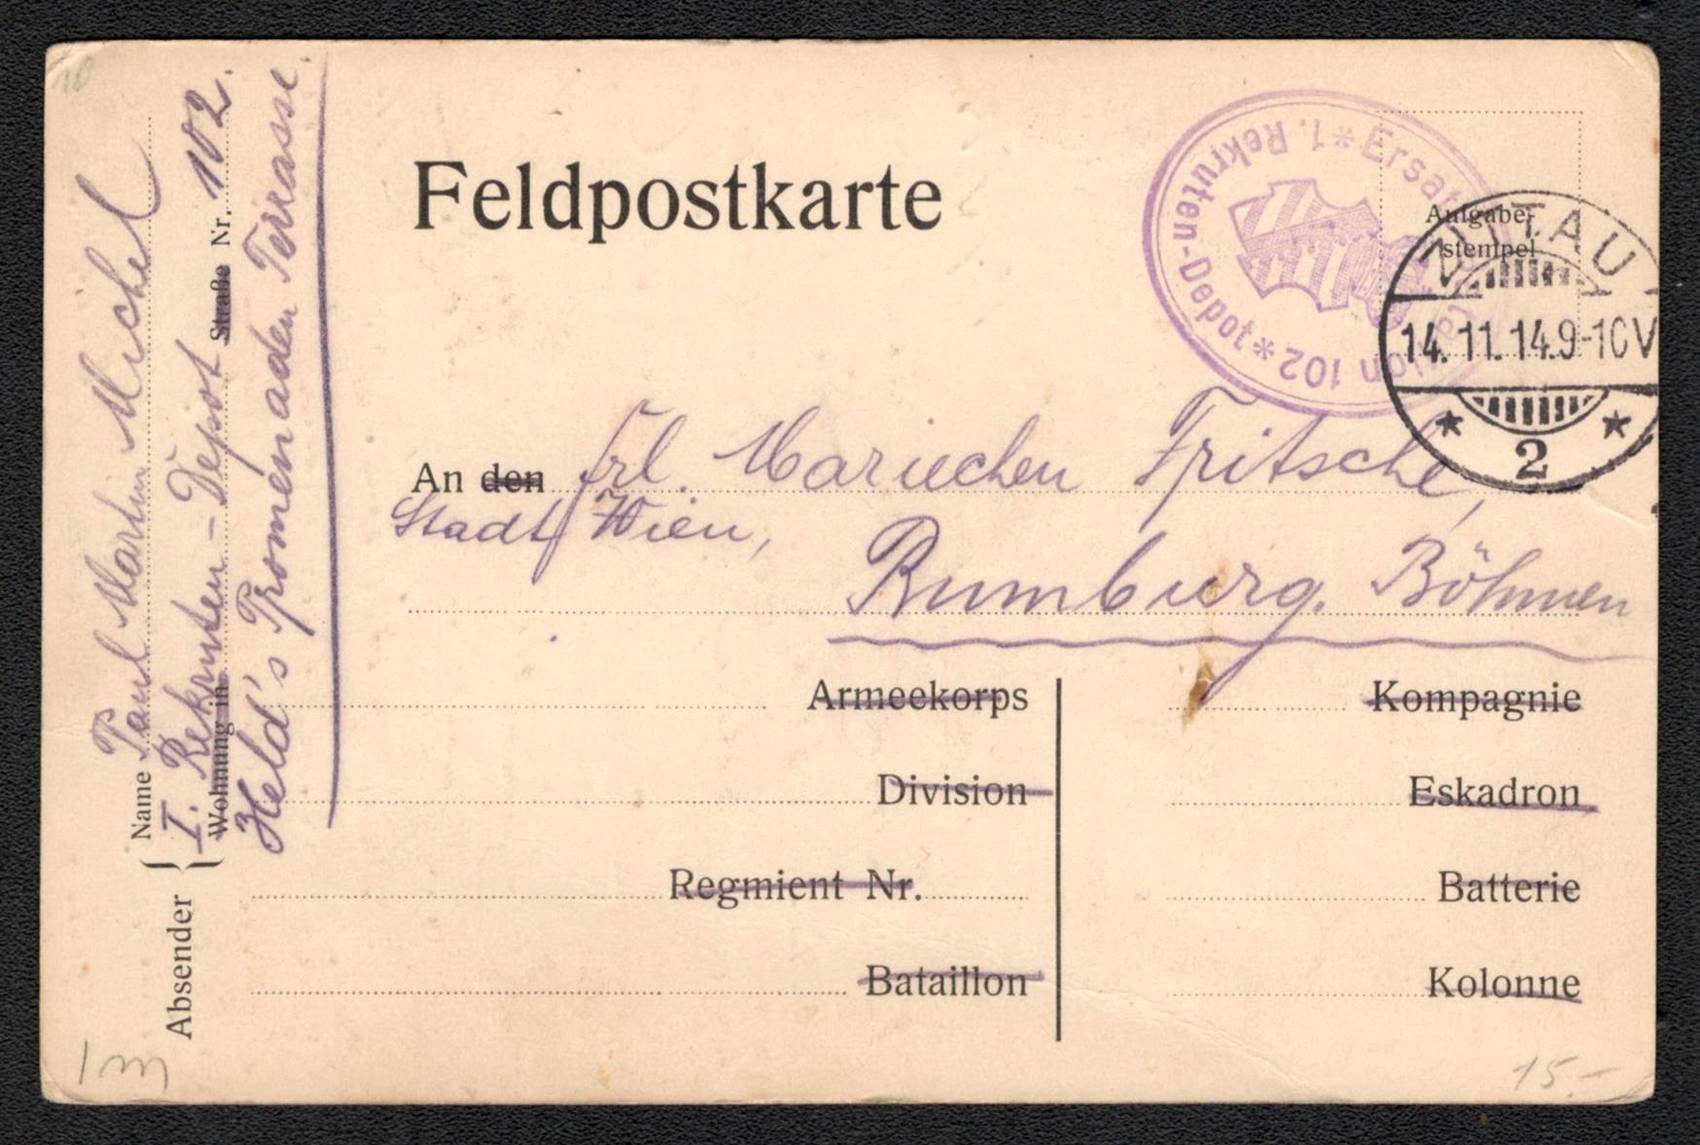 Feldpostkarte
1. Rekruten-Depot * Ersatz 102 *
Aufgabe-
stempel
ZITTAU
14.11.14.9-10V
* 2 *
An den Frl. Mariechen Fritsche,
Stadt Wien,
Rumburg. Böhmen
Armeekorps
Kompagnie
Division
Eskadron
Regmient Nr.
Batterie
Bataillon
Kolonne
Absender
Name Paul Martin Michel
I. Rekruten-Depot 102.
Wohnung in Straße Nr.
Held's Promenaden Terrasse.
15.-